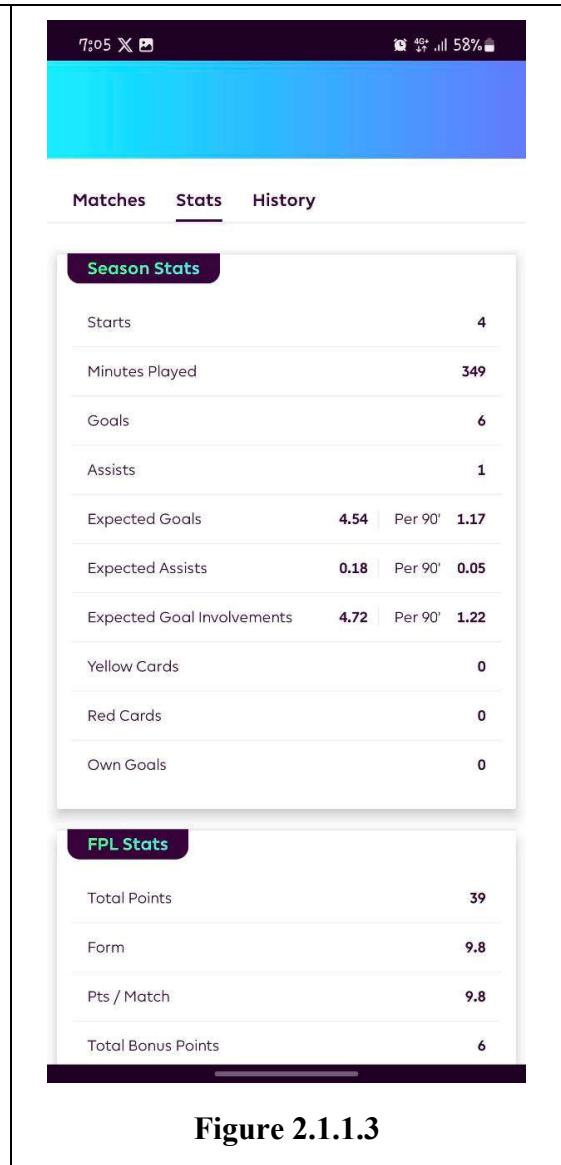 7:05 4G+ 58%
Matches Stats History
Season Stats
Starts 4
Minutes Played 349
Goals 6
Assists 1
Expected Goals 4.54 Per 90' 1.17
Expected Assists 0.18 Per 90' 0.05
Expected Goal Involvements 4.72 Per 90' 1.22
Yellow Cards 0
Red Cards 0
Own Goals 0
FPL Stats
Total Points 39
Form 9.8
Pts / Match 9.8
Total Bonus Points 6
Figure 2.1.1.3